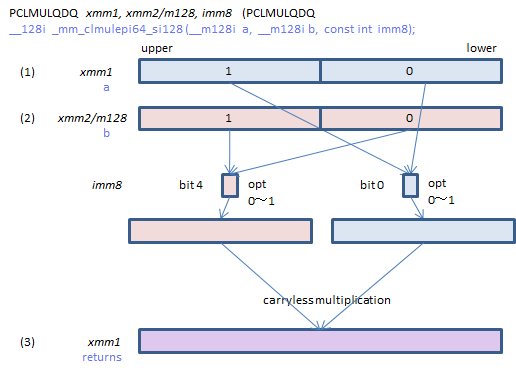 PCLMULQDQ xmm1, xmm2/m128, imm8 (PCLMULQDQ
__128i _mm_clmulepi64_si128 (__m128i a, __m128i b, const int imm8);
upper lower
(1) xmm1 1 0
a
(2) xmm2/m128 1 0
b
imm8 bit 4 opt bit 0 opt
0～1 0～1
carryless multiplication
(3) xmm1
returns